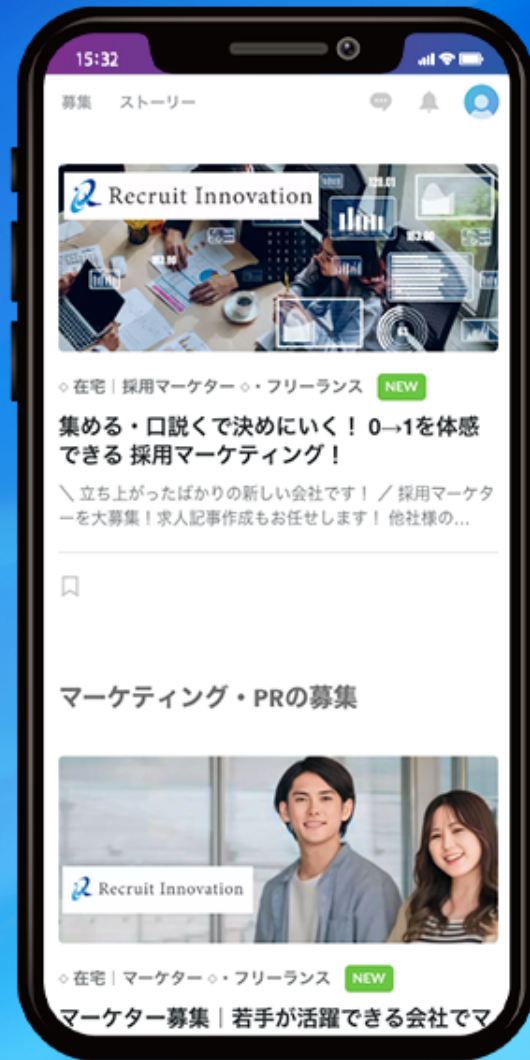 15:32
募集 ストーリー
Recruit Innovation
129.01
163.90
163.90
◇ 在宅｜採用マーケター ◇・フリーランス NEW
集める・口説くで決めにいく！ 0→1を体感
できる 採用マーケティング！
＼ 立ち上がったばかりの新しい会社です！ ／ 採用マーケタ
ーを大募集！求人記事作成もお任せします！ 他社様の…
マーケティング・PRの募集
Recruit Innovation
◇ 在宅｜マーケター ◇・フリーランス NEW
マーケター募集｜若手が活躍できる会社でマ